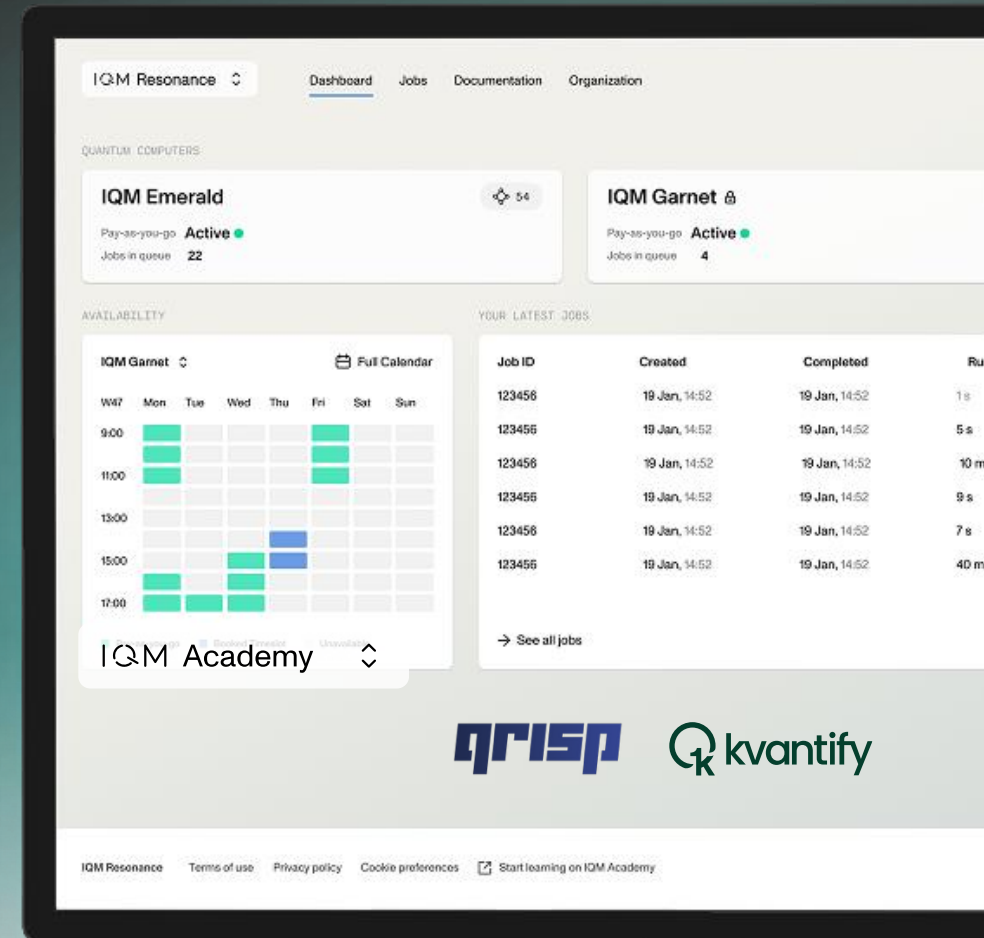 IQM Resonance
Dashboard Jobs Documentation Organization
QUANTUM COMPUTERS
IQM Emerald
54
Pay-as-you-go Active
Jobs in queue 22
IQM Garnet
Pay-as-you-go Active
Jobs in queue 4
AVAILABILITY
IQM Garnet
Full Calendar
W47 Mon Tue Wed Thu Fri Sat Sun
9:00
11:00
13:00
15:00
17:00
IQM Academy
YOUR LATEST JOBS
Job ID Created Completed Ru
123456 19 Jan, 14:52 19 Jan, 14:52 1 s
123456 19 Jan, 14:52 19 Jan, 14:52 5 s
123456 19 Jan, 14:52 19 Jan, 14:52 10 m
123456 19 Jan, 14:52 19 Jan, 14:52 9 s
123456 19 Jan, 14:52 19 Jan, 14:52 7 s
123456 19 Jan, 14:52 19 Jan, 14:52 40 m
See all jobs
qrisp
kvantify
IQM Resonance Terms of use Privacy policy Cookie preferences Start learning on IQM Academy